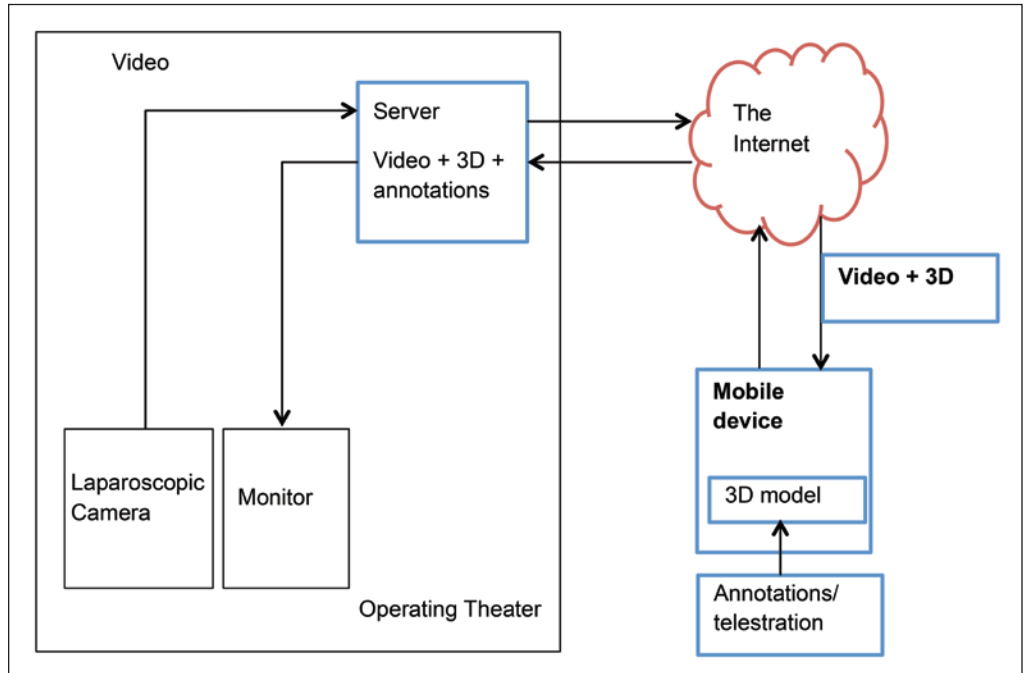 Video
Server
Video + 3D +
annotations
The
Internet
Video + 3D
Laparoscopic
Camera
Monitor
Operating Theater
Mobile
device
3D model
Annotations/
telestration